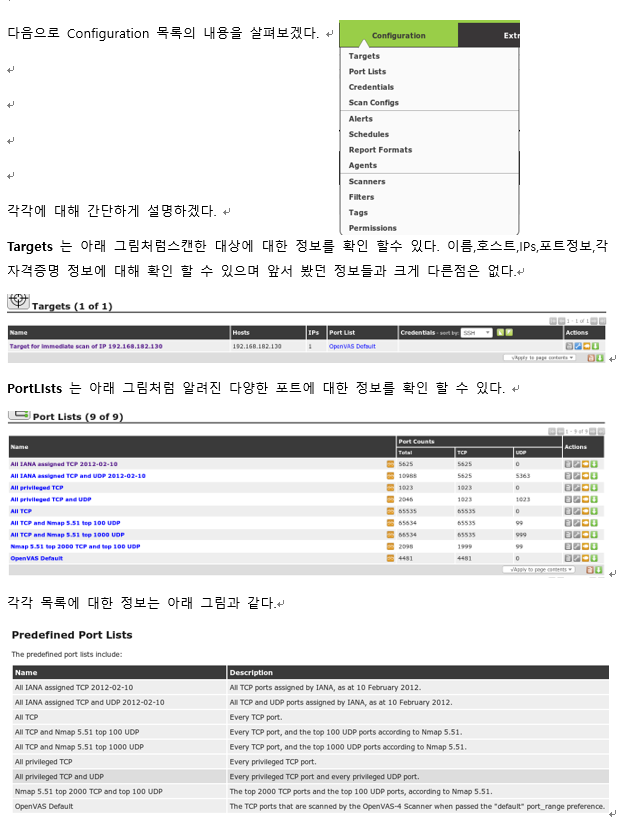 다음으로 Configuration 목록의 내용을 살펴보겠다.
Configuration Extr
Targets
Port Lists
Credentials
Scan Configs
Alerts
Schedules
Report Formats
Agents
Scanners
Filters
Tags
Permissions
각각에 대해 간단하게 설명하겠다.
Targets 는 아래 그림처럼스캔한 대상에 대한 정보를 확인 할수 있다. 이름,호스트,IPs,포트정보,각
자격증명 정보에 대해 확인 할 수 있으며 앞서 봤던 정보들과 크게 다른점은 없다.
Targets (1 of 1)
1 - 1 of 1
Name Hosts IPs Port List Credentials - sort by: SSH Actions
Target for immediate scan of IP 192.168.182.130 192.168.182.130 1 OpenVAS Default
√Apply to page contents
PortLIsts 는 아래 그림처럼 알려진 다양한 포트에 대한 정보를 확인 할 수 있다.
Port Lists (9 of 9)
1 - 9 of 9
Name Port Counts Actions
Total TCP UDP
All IANA assigned TCP 2012-02-10 5625 5625 0
All IANA assigned TCP and UDP 2012-02-10 10988 5625 5363
All privileged TCP 1023 1023 0
All privileged TCP and UDP 2046 1023 1023
All TCP 65535 65535 0
All TCP and Nmap 5.51 top 100 UDP 65634 65535 99
All TCP and Nmap 5.51 top 1000 UDP 66534 65535 999
Nmap 5.51 top 2000 TCP and top 100 UDP 2098 1999 99
OpenVAS Default 4481 4481 0
√Apply to page contents
각각 목록에 대한 정보는 아래 그림과 같다.
Predefined Port Lists
The predefined port lists include:
Name Description
All IANA assigned TCP 2012-02-10 All TCP ports assigned by IANA, as at 10 February 2012.
All IANA assigned TCP and UDP 2012-02-10 All TCP and UDP ports assigned by IANA, as at 10 February 2012.
All TCP Every TCP port.
All TCP and Nmap 5.51 top 100 UDP Every TCP port, and the top 100 UDP ports according to Nmap 5.51.
All TCP and Nmap 5.51 top 1000 UDP Every TCP port, and the top 1000 UDP ports according to Nmap 5.51.
All privileged TCP Every privileged TCP port.
All privileged TCP and UDP Every privileged TCP port and every privileged UDP port.
Nmap 5.51 top 2000 TCP and top 100 UDP The top 2000 TCP ports and the top 100 UDP ports, according to Nmap 5.51.
OpenVAS Default The TCP ports that are scanned by the OpenVAS-4 Scanner when passed the "default" port_range preference.